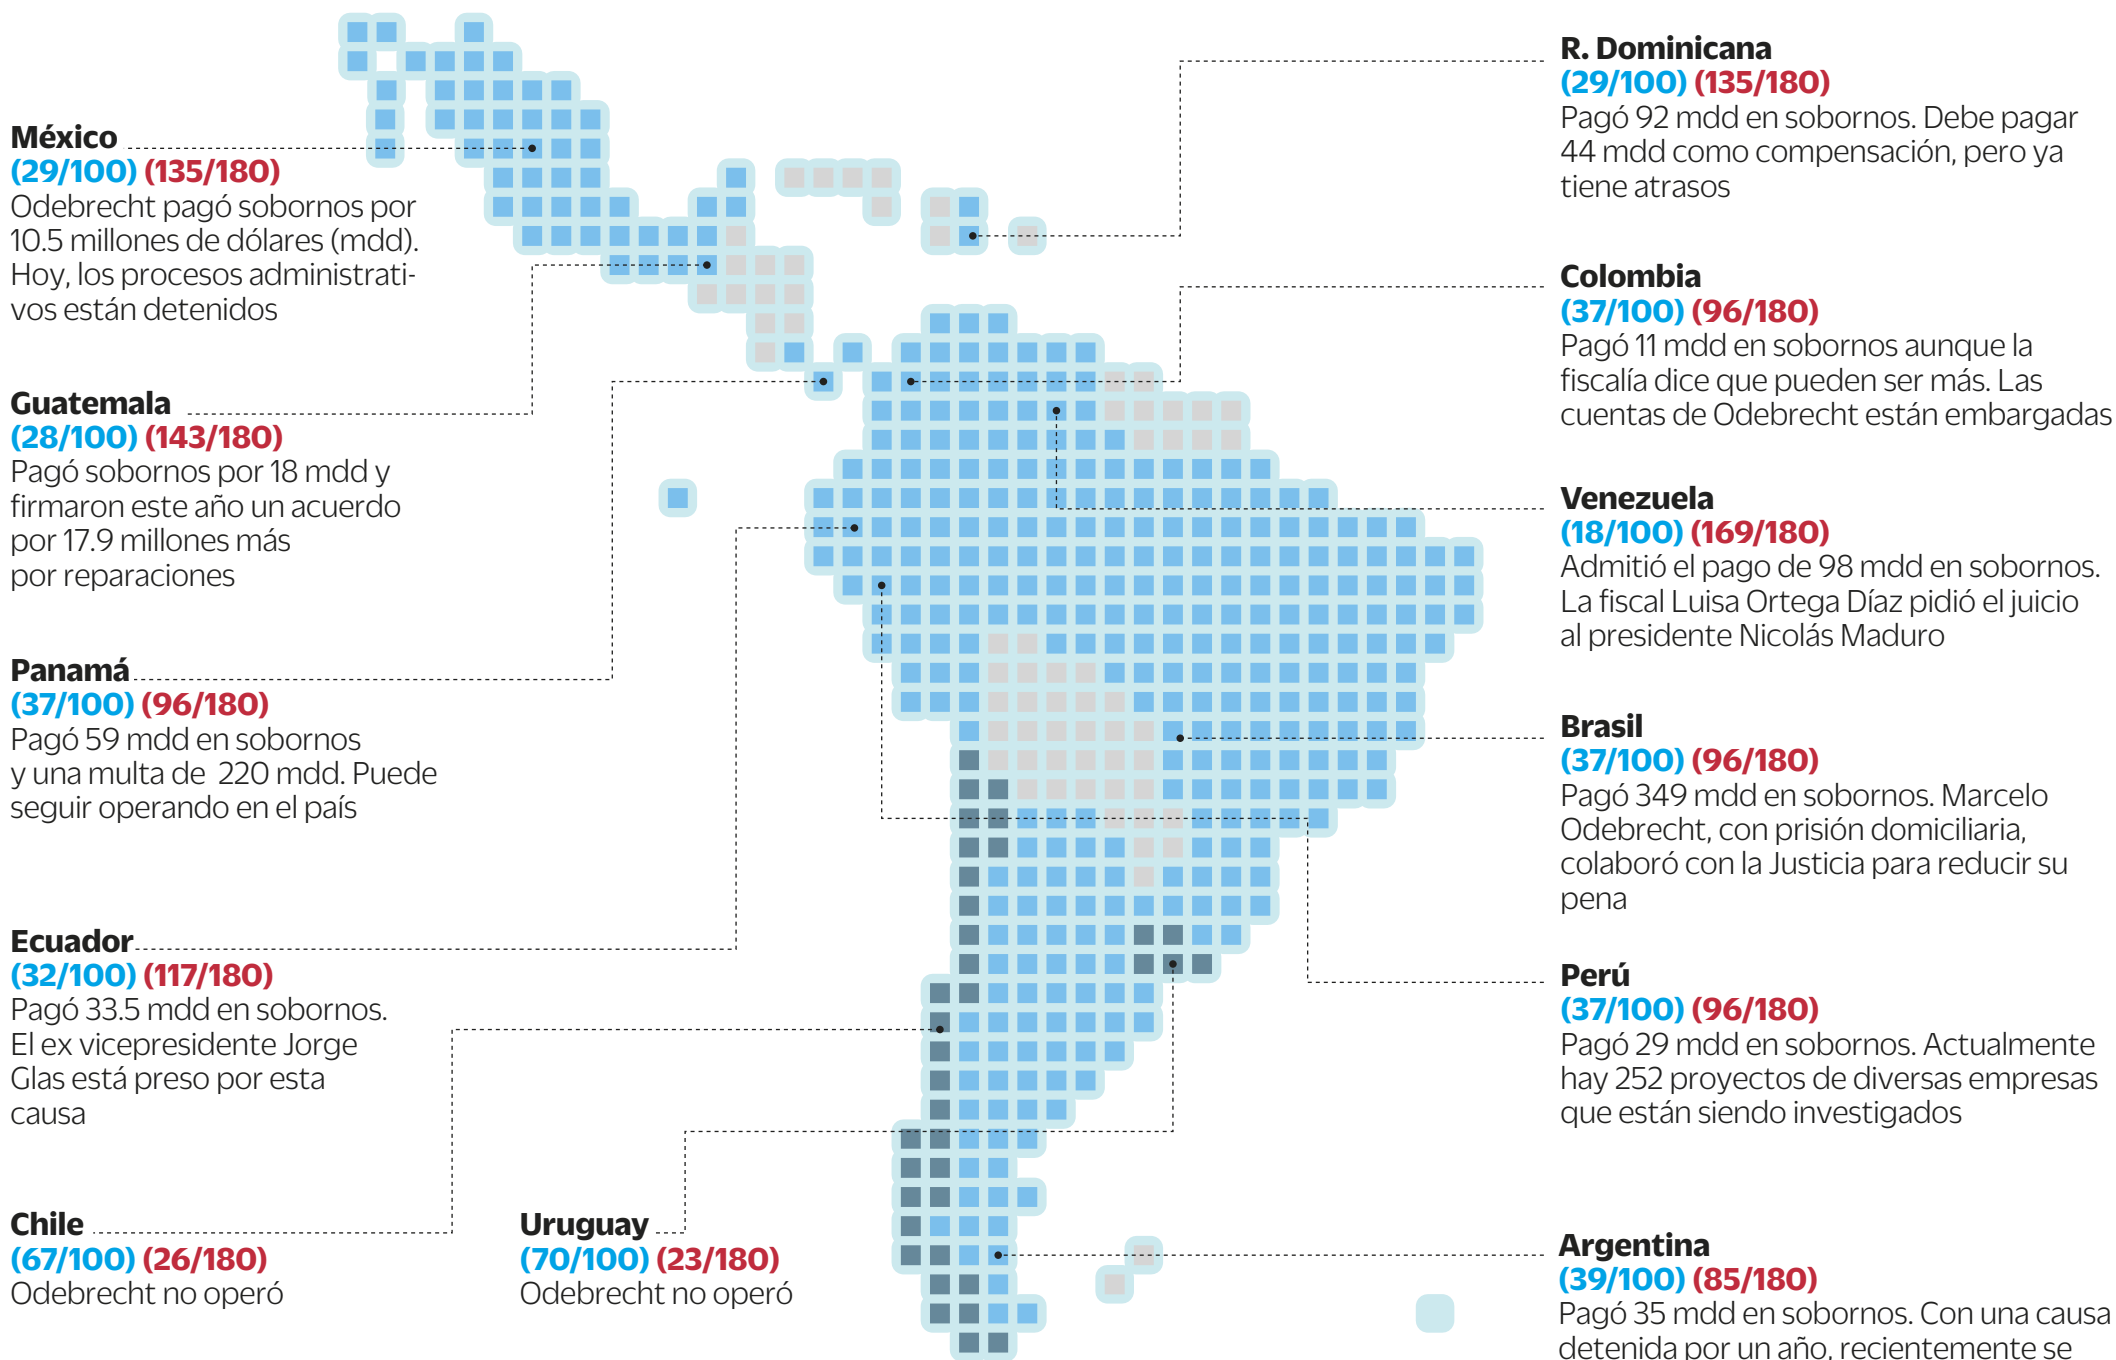 México
(29/100) (135/180)
Odebrecht pagó sobornos por
10.5 millones de dólares (mdd).
Hoy, los procesos administrati-
vos están detenidos
Guatemala
(28/100) (143/180)
Pagó sobornos por 18 mdd y
firmaron este año un acuerdo
por 17.9 millones más
por reparaciones
Panamá
(37/100) (96/180)
Pagó 59 mdd en sobornos
y una multa de 220 mdd. Puede
seguir operando en el país
Ecuador
(32/100) (117/180)
Pagó 33.5 mdd en sobornos.
El ex vicepresidente Jorge
Glas está preso por esta
causa
Chile
(67/100) (26/180)
Odebrecht no operó
Uruguay
(70/100) (23/180)
Odebrecht no operó
R. Dominicana
(29/100) (135/180)
Pagó 92 mdd en sobornos. Debe pagar
44 mdd como compensación, pero ya
tiene atrasos
Colombia
(37/100) (96/180)
Pagó 11 mdd en sobornos aunque la
fiscalía dice que pueden ser más. Las
cuentas de Odebrecht están embargadas
Venezuela
(18/100) (169/180)
Admitió el pago de 98 mdd en sobornos.
La fiscal Luisa Ortega Díaz pidió el juicio
al presidente Nicolás Maduro
Brasil
(37/100) (96/180)
Pagó 349 mdd en sobornos. Marcelo
Odebrecht, con prisión domiciliaria,
colaboró con la Justicia para reducir su
pena
Perú
(37/100) (96/180)
Pagó 29 mdd en sobornos. Actualmente
hay 252 proyectos de diversas empresas
que están siendo investigados
Argentina
(39/100) (85/180)
Pagó 35 mdd en sobornos. Con una causa
detenida por un año, recientemente se